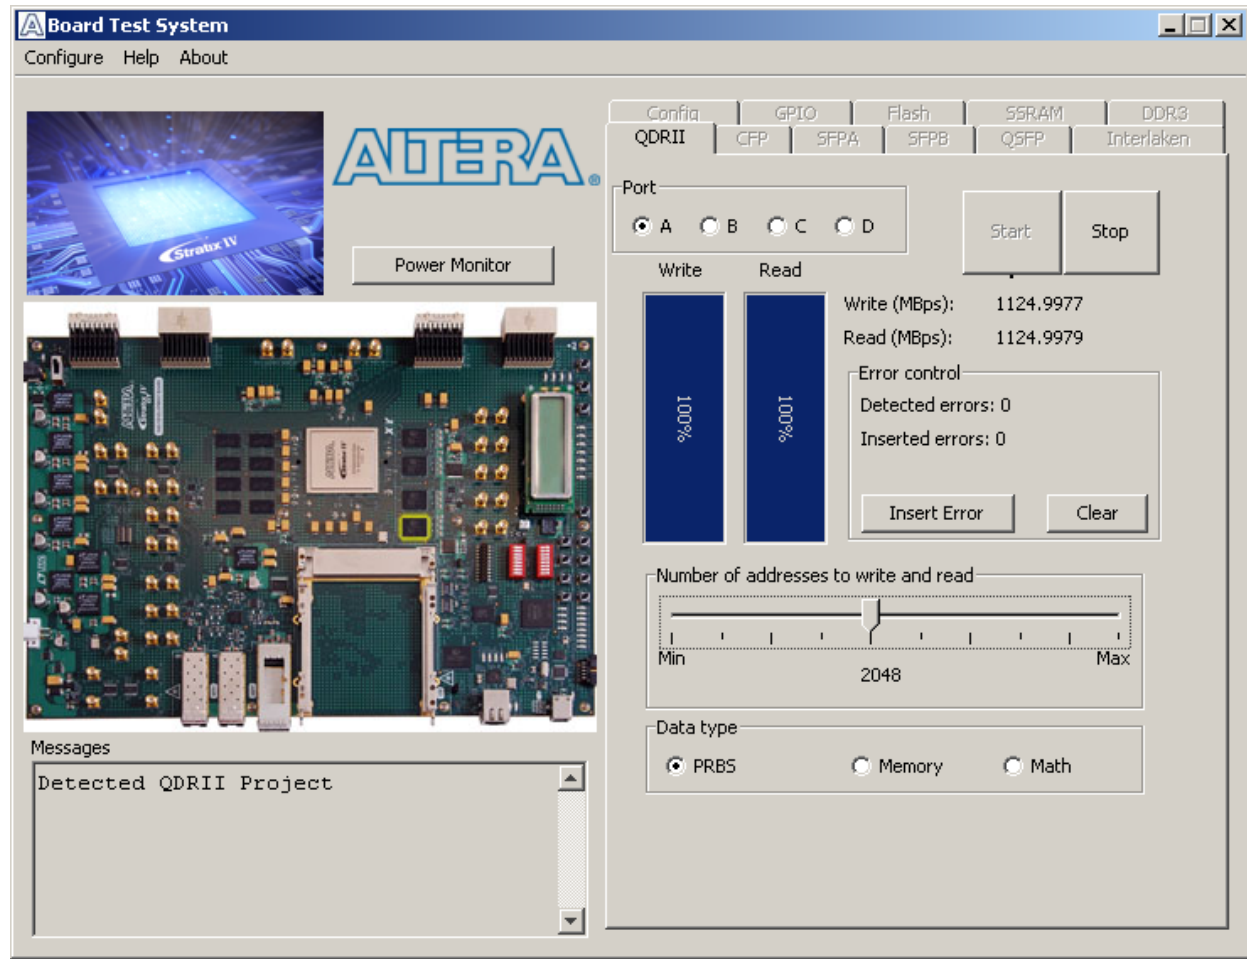 Board Test System
Configure Help About
Stratix IV
ALTERA®
Power Monitor
Messages
Detected QDRII Project
Config GPIO Flash SSRAM DDR3
QDRII CFP SFPA SFPB QSFP Interlaken
Port
A B C D
Start Stop
Write Read
100% 100%
Write (MBps): 1124.9977
Read (MBps): 1124.9979
Error control
Detected errors: 0
Inserted errors: 0
Insert Error Clear
Number of addresses to write and read
Min Max
2048
Data type
PRBS Memory Math